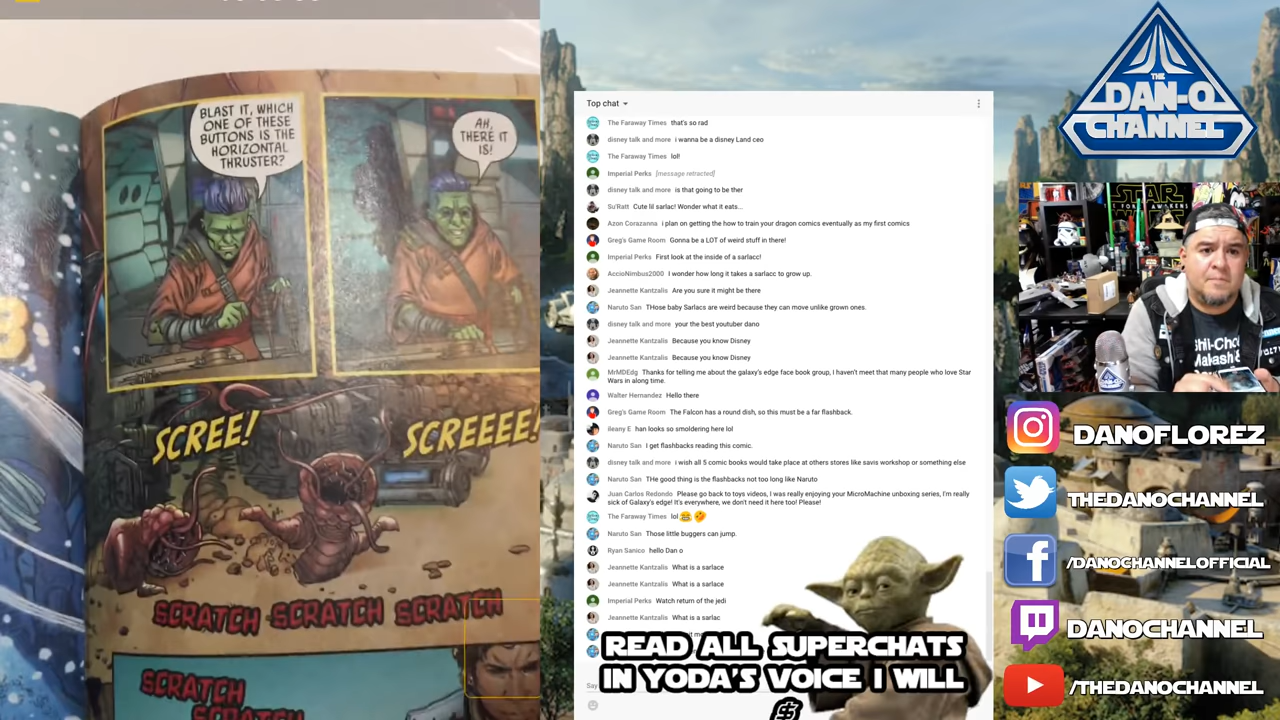 BLAST IT, WHICH
ONE OF THESE
BUTTONS IS THE
HORIZONTAL
THRUSTER?
AH,
THERE IT
IS!
SCREE!
SCREEEE!
SCRATCH SCRATCH SCRATCH
SCRATCH
SCRATCH
Top chat
The Faraway Times that's so rad
disney talk and more i wanna be a disney Land ceo
The Faraway Times lol!
Imperial Perks [message retracted]
disney talk and more is that going to be ther
Su'Ratt Cute lil sarlac! Wonder what it eats...
Azon Corazanna i plan on getting the how to train your dragon comics eventually as my first comics
Greg's Game Room Gonna be a LOT of weird stuff in there!
Imperial Perks First look at the inside of a sarlacc!
AccioNimbus2000 I wonder how long it takes a sarlacc to grow up.
Jeannette Kantzalis Are you sure it might be there
Naruto San THose baby Sarlacs are weird because they can move unlike grown ones.
disney talk and more your the best youtuber dano
Jeannette Kantzalis Because you know Disney
Jeannette Kantzalis Because you know Disney
MrMDEdg Thanks for telling me about the galaxy's edge face book group, I haven't meet that many people who love Star
Wars in along time.
Walter Hernandez Hello there
Greg's Game Room The Falcon has a round dish, so this must be a far flashback.
ileany E han looks so smoldering here lol
Naruto San I get flashbacks reading this comic.
disney talk and more i wish all 5 comic books would take place at others stores like savis workshop or something else
Naruto San THe good thing is the flashbacks not too long like Naruto
Juan Carlos Redondo Please go back to toys videos, I was really enjoying your MicroMachine unboxing series, I'm really
sick of Galaxy's edge! It's everywhere, we don't need it here too! Please!
The Faraway Times lol 😂🤣
Naruto San Those little buggers can jump.
Ryan Sanico hello Dan o
Jeannette Kantzalis What is a sarlace
Jeannette Kantzalis What is a sarlace
Imperial Perks Watch return of the jedi
Jeannette Kantzalis What is a sarlac
READ ALL SUPERCHATS
IN YODA'S VOICE I WILL
Say
$
THE
DAN-O
CHANNEL
STAR
THE FORCE AWAKENS
DANOFLOREZ
THEDANOCHANNEL
/DANOCHANNELOFFICIAL
DANOCHANNEL
/THEDANOCHANNEL